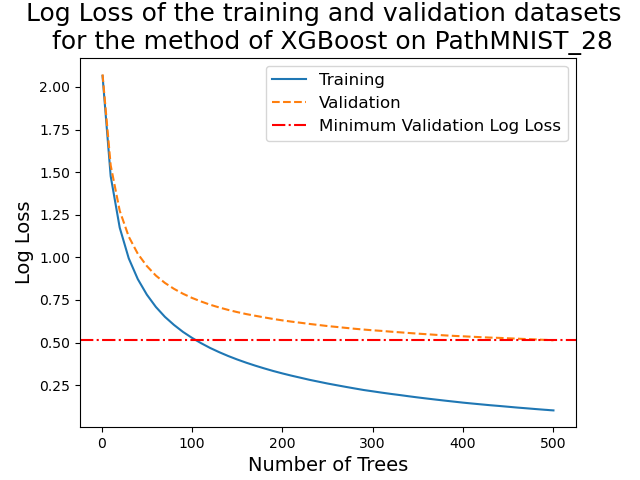 Log Loss of the training and validation datasets
for the method of XGBoost on PathMNIST_28
Training
Validation
Minimum Validation Log Loss
Log Loss
2.00
1.75
1.50
1.25
1.00
0.75
0.50
0.25
0 100 200 300 400 500
Number of Trees